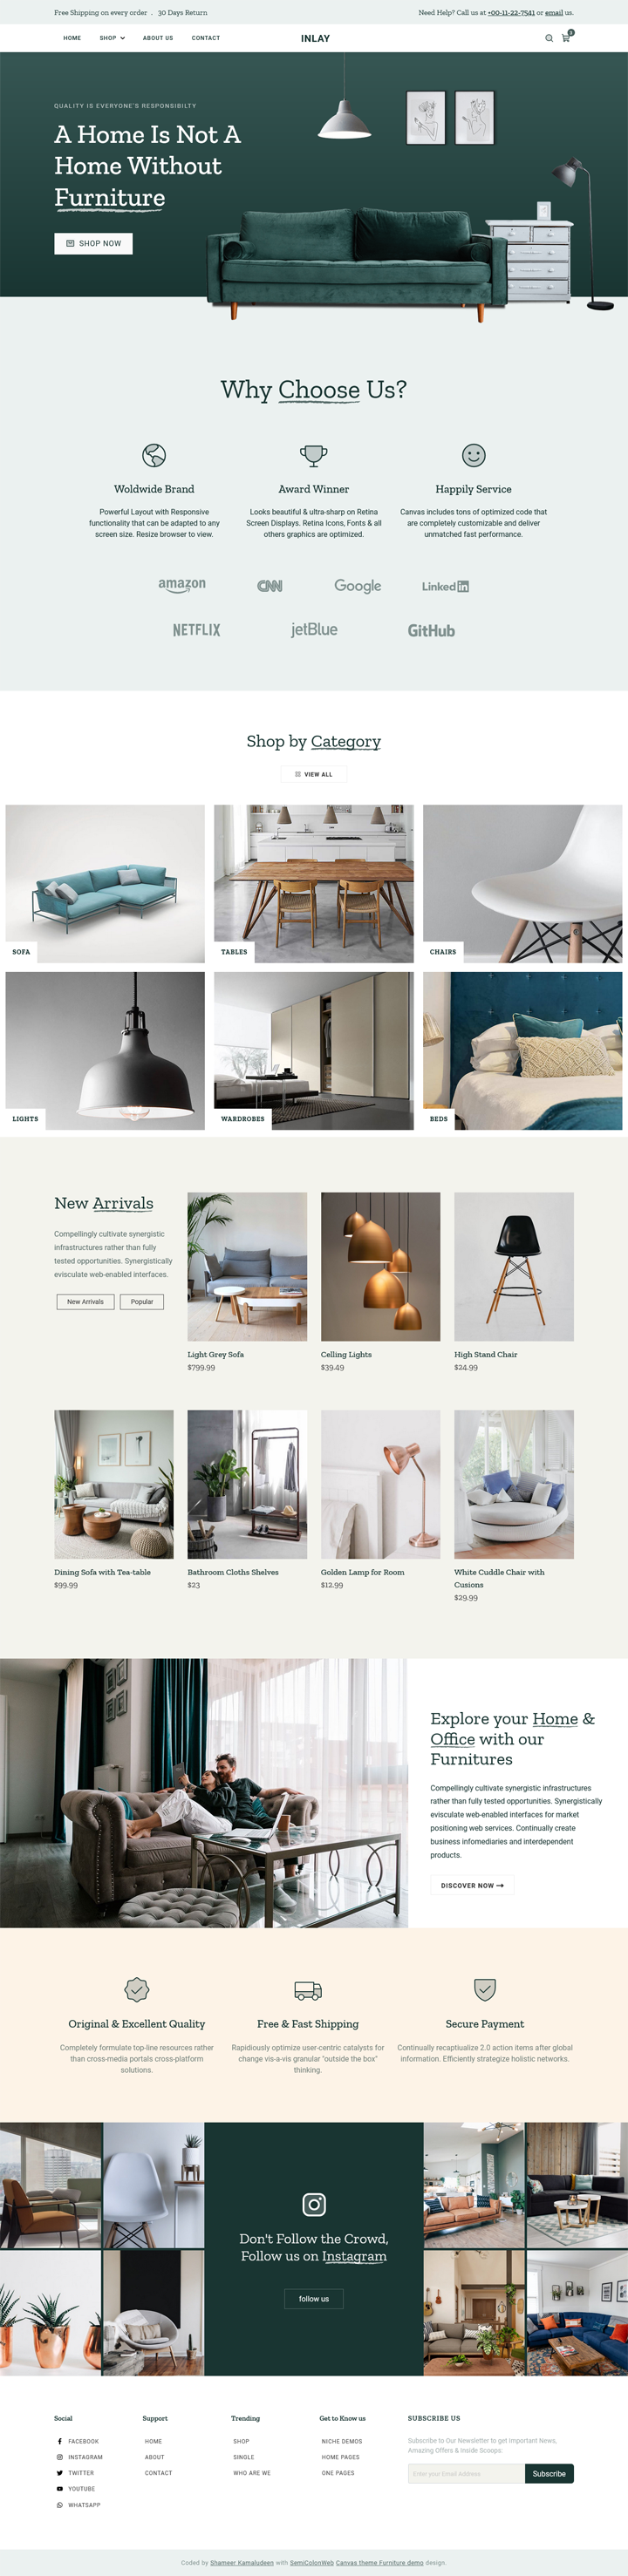 Free Shipping on every order . 30 Days Return
Need Help? Call us at +00-11-22-7541 or email us.
HOME SHOP ABOUT US CONTACT
INLAY
QUALITY IS EVERYONE'S RESPONSIBILTY
A Home Is Not A
Home Without
Furniture
SHOP NOW
Why Choose Us?
Woldwide Brand
Powerful Layout with Responsive
functionality that can be adapted to any
screen size. Resize browser to view.
Award Winner
Looks beautiful & ultra-sharp on Retina
Screen Displays. Retina Icons, Fonts & all
others graphics are optimized.
Happily Service
Canvas includes tons of optimized code that
are completely customizable and deliver
unmatched fast performance.
amazon CNN Google Linked in
NETFLIX jetBlue GitHub
Shop by Category
VIEW ALL
SOFA
TABLES
CHAIRS
LIGHTS
WARDROBES
BEDS
New Arrivals
Compellingly cultivate synergistic
infrastructures rather than fully
tested opportunities. Synergistically
evisculate web-enabled interfaces.
New Arrivals Popular
Light Grey Sofa
$799.99
Celling Lights
$39.49
High Stand Chair
$24.99
Dining Sofa with Tea-table
$99.99
Bathroom Cloths Shelves
$23
Golden Lamp for Room
$12.99
White Cuddle Chair with
Cusions
$29.99
Explore your Home &
Office with our
Furnitures
Compellingly cultivate synergistic infrastructures
rather than fully tested opportunities. Synergistically
evisculate web-enabled interfaces for market
positioning web services. Continually create
business infomediaries and interdependent
products.
DISCOVER NOW
Original & Excellent Quality
Completely formulate top-line resources rather
than cross-media portals cross-platform
solutions.
Free & Fast Shipping
Rapidiously optimize user-centric catalysts for
change vis-a-vis granular "outside the box"
thinking.
Secure Payment
Continually recaptiualize 2.0 action items after global
information. Efficiently strategize holistic networks.
Don't Follow the Crowd,
Follow us on Instagram
follow us
Social
FACEBOOK
INSTAGRAM
TWITTER
YOUTUBE
WHATSAPP
Support
HOME
ABOUT
CONTACT
Trending
SHOP
SINGLE
WHO ARE WE
Get to Know us
NICHE DEMOS
HOME PAGES
ONE PAGES
SUBSCRIBE US
Subscribe to Our Newsletter to get Important News,
Amazing Offers & Inside Scoops:
Enter your Email Address
Subscribe
Coded by Shameer Kamaludeen with SemiColonWeb Canvas theme Furniture demo design